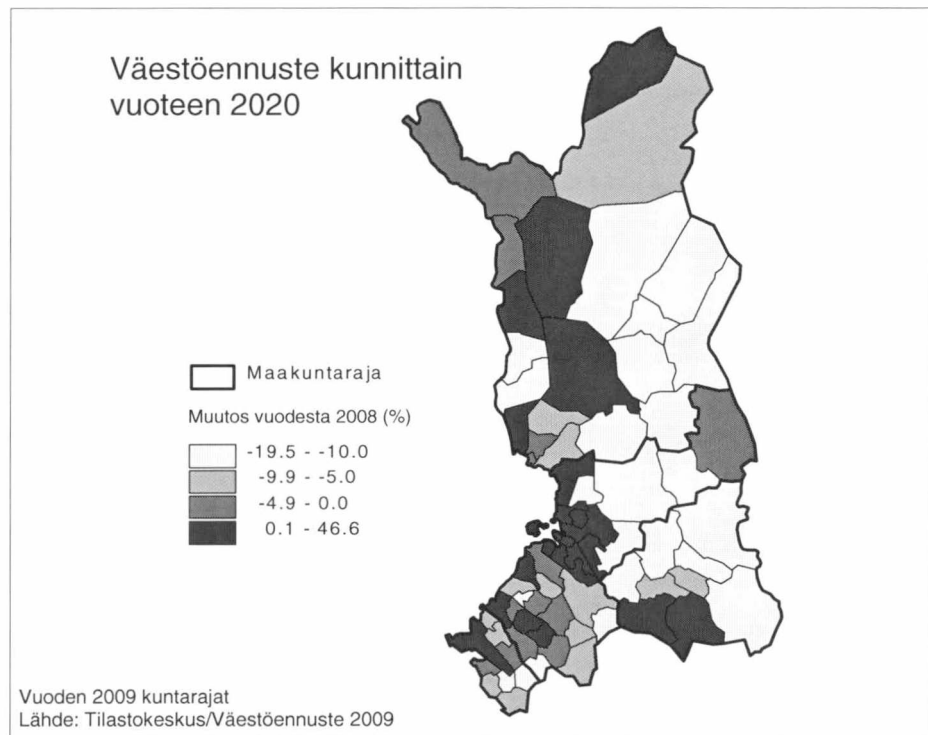 Väestöennuste kunnittain
vuoteen 2020
Maakuntaraja
Muutos vuodesta 2008 (%)
-19.5 - -10.0
-9.9 - -5.0
-4.9 - 0.0
0.1 - 46.6
Vuoden 2009 kuntarajat
Lähde: Tilastokeskus/Väestöennuste 2009